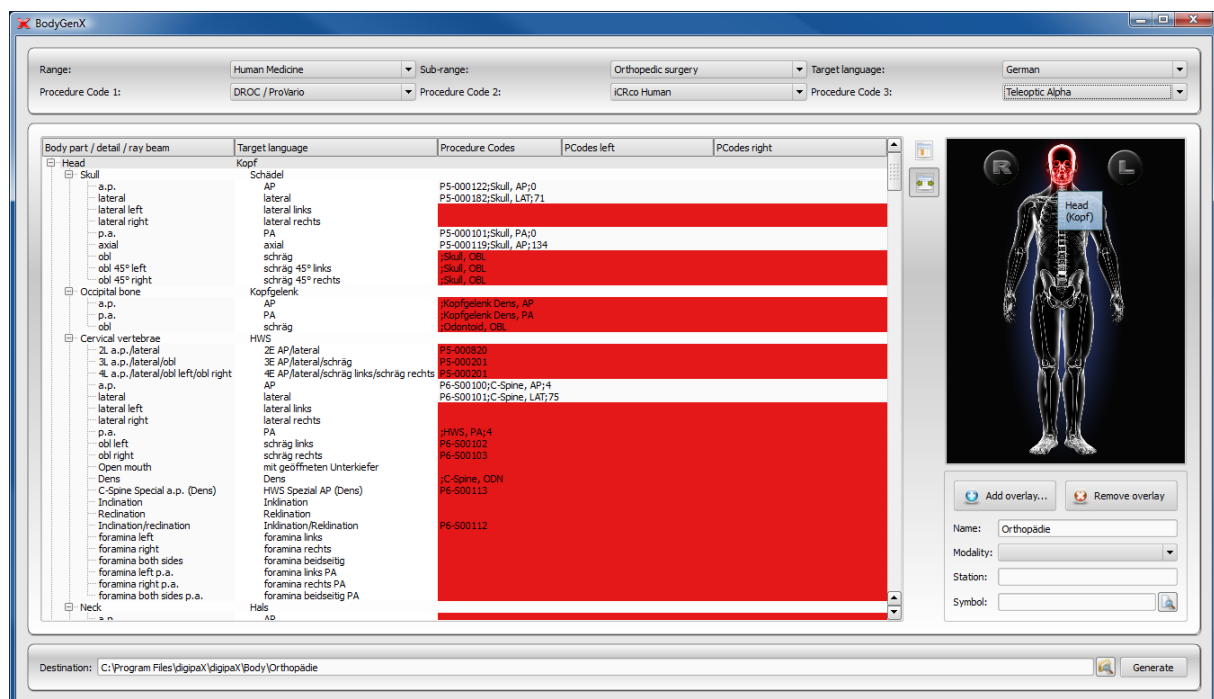 BodyGenX
Range: Human Medicine Sub-range: Orthopedic surgery Target language: German
Procedure Code 1: DROC / ProVario Procedure Code 2: iCRco Human Procedure Code 3: Teleoptic Alpha
Body part / detail / ray beam Target language Procedure Codes PCodes left PCodes right
Head Kopf
Skull Schädel
a.p. AP P5-000122;Skull, AP;0
lateral lateral P5-000182;Skull, LAT;71
lateral left lateral links
lateral right lateral rechts
p.a. PA P5-000101;Skull, PA;0
axial axial P5-000119;Skull, AP;134
obl schräg ;Skull, OBL
obl 45° left schräg 45° links ;Skull, OBL
obl 45° right schräg 45° rechts ;Skull, OBL
Occipital bone Kopfgelenk
a.p. AP ;Kopfgelenk Dens, AP
p.a. PA ;Kopfgelenk Dens, PA
obl schräg ;Odontoid, OBL
Cervical vertebrae HWS
2L a.p./lateral 2E AP/lateral P5-000820
3L a.p./lateral/obl 3E AP/lateral/schräg P5-000201
4L a.p./lateral/obl left/obl right 4E AP/lateral/schräg links/schräg rechts P5-000201
a.p. AP P6-S00100;C-Spine, AP;4
lateral lateral P6-S00101;C-Spine, LAT;75
lateral left lateral links
lateral right lateral rechts
p.a. PA ;HWS, PA;4
obl left schräg links P6-S00102
obl right schräg rechts P6-S00103
Open mouth mit geöffneten Unterkiefer
Dens Dens ;C-Spine, ODN
C-Spine Special a.p. (Dens) HWS Spezial AP (Dens) P6-S00113
Inclination Inklination
Reclination Reklination
Inclination/reclination Inklination/Reklination P6-S00112
foramina left foramina links
foramina right foramina rechts
foramina both sides foramina beidseitig
foramina left p.a. foramina links PA
foramina right p.a. foramina rechts PA
foramina both sides p.a. foramina beidseitig PA
Neck Hals
a.p. AP
R L
Head
(Kopf)
Add overlay... Remove overlay
Name: Orthopädie
Modality:
Station:
Symbol:
Destination: C:\Program Files\digipaX\digipaX\Body\Orthopädie Generate